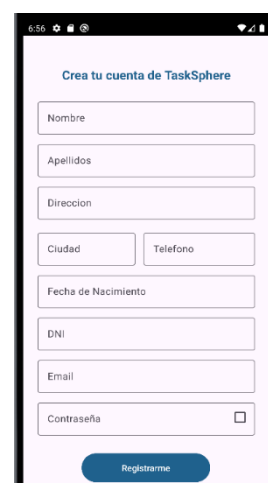 6:56
Crea tu cuenta de TaskSphere
Nombre
Apellidos
Direccion
Ciudad Telefono
Fecha de Nacimiento
DNI
Email
Contraseña
Registrarme